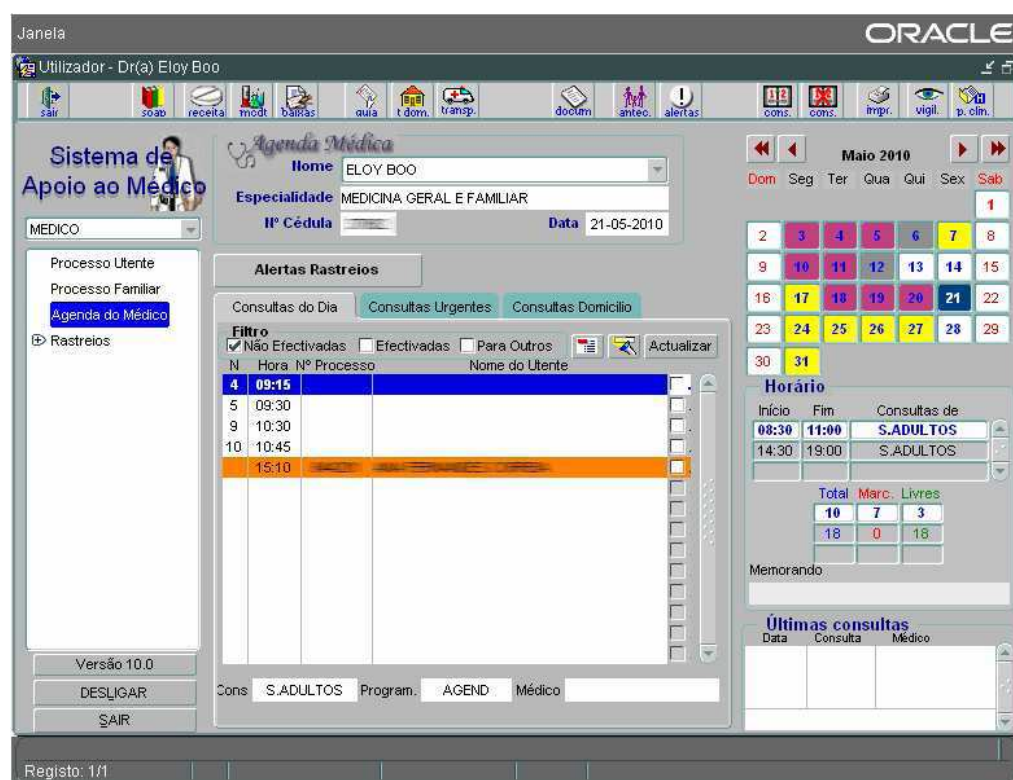 Janela ORACLE
Utilizador - Dr(a) Eloy Boo
sair soap receita modt baixas guia t dom. transp. docum antec. alertas cons. cons. impr. vigil. p. clin.
Sistema de
Apoio ao Médico
MEDICO
Processo Utente
Processo Familiar
Agenda do Médico
Rastreios
Versão 10.0
DESLIGAR
SAIR
Agenda Médica
Nome ELOY BOO
Especialidade MEDICINA GERAL E FAMILIAR
Nº Cédula Data 21-05-2010
Alertas Rastreios
Consultas do Dia Consultas Urgentes Consultas Domicilio
Filtro
Não Efectivadas Efectivadas Para Outros Actualizar
N Hora Nº Processo Nome do Utente
4 09:15
5 09:30
9 10:30
10 10:45
15:10
Cons S.ADULTOS Program. AGEND Médico
Maio 2010
Dom Seg Ter Qua Qui Sex Sab
1
2 3 4 5 6 7 8
9 10 11 12 13 14 15
16 17 18 19 20 21 22
23 24 25 26 27 28 29
30 31
Horário
Início Fim Consultas de
08:30 11:00 S.ADULTOS
14:30 19:00 S.ADULTOS
Total Marc. Livres
10 7 3
18 0 18
Memorando
Últimas consultas
Data Consulta Médico
Registo: 1/1